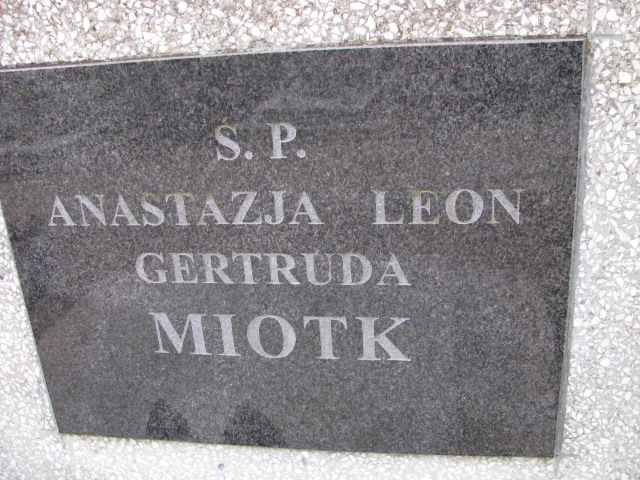 Ś. P.
ANASTAZJA LEON
GERTRUDA
MIOTK